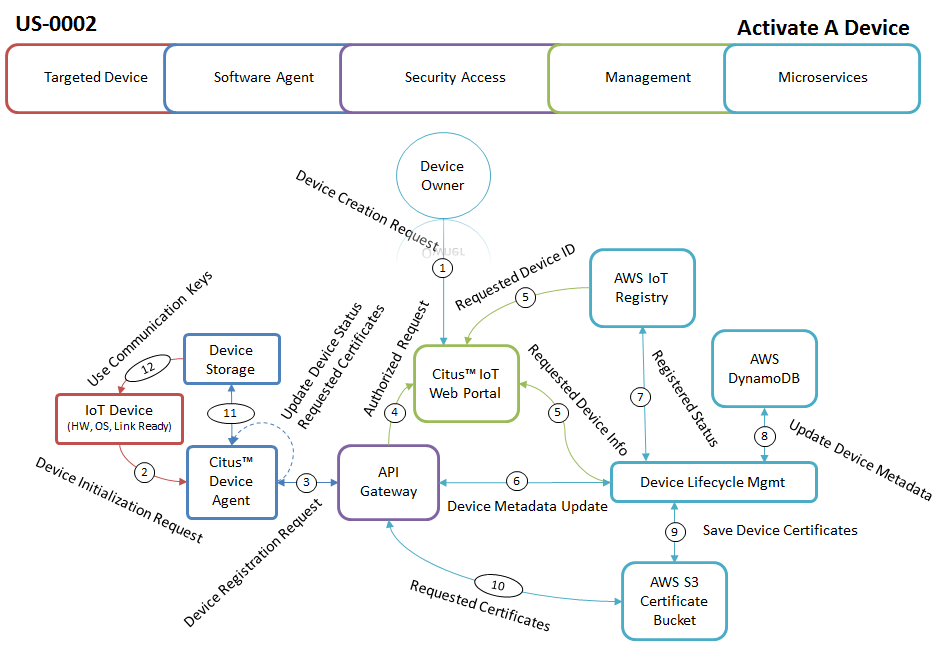 US-0002
Activate A Device
Targeted Device
Software Agent
Security Access
Management
Microservices
Device
Owner
Owner
Device Creation Request
1
Requested Device ID
5
AWS IoT
Registry
Use Communication Keys
12
Device
Storage
Update Device Status
Requested Certificates
Authorized Request
4
Citus™ IoT
Web Portal
Requested Device Info
5
7
Registered Status
AWS
DynamoDB
8
Update Device Metadata
IoT Device
(HW, OS, Link Ready)
11
2
Device Initialization Request
Citus™
Device
Agent
3
Device Registration Request
API
Gateway
6
Device Metadata Update
Device Lifecycle Mgmt
9
Save Device Certificates
10
Requested Certificates
AWS S3
Certificate
Bucket